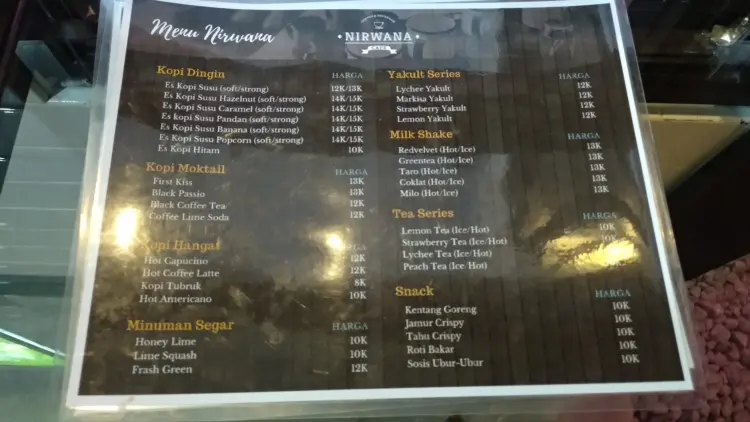 Menu Nirwana
NIRWANA
CAFE
Kopi Dingin HARGA
Es Kopi Susu (soft/strong) 12K/13K
Es Kopi Susu Hazelnut (soft/strong) 14K/15K
Es Kopi Susu Caramel (soft/strong) 14K/15K
Es Kopi Susu Pandan (soft/strong) 14K/15K
Es Kopi Susu Banana (soft/strong) 14K/15K
Es Kopi Susu Popcorn (soft/strong) 14K/15K
Es Kopi Hitam 10K
Kopi Moktail HARGA
First Kiss 13K
Black Passio 13K
Black Coffee Tea 12K
Coffee Lime Soda 12K
Kopi Hangat HARGA
Hot Capucino 12K
Hot Coffee Latte 12K
Kopi Tubruk 8K
Hot Americano 10K
Minuman Segar HARGA
Honey Lime 10K
Lime Squash 10K
Frash Green 12K
Yakult Series HARGA
Lychee Yakult 12K
Markisa Yakult 12K
Strawberry Yakult 12K
Lemon Yakult 12K
Milk Shake HARGA
Redvelvet (Hot/Ice) 13K
Greentea (Hot/Ice) 13K
Taro (Hot/Ice) 13K
Coklat (Hot/Ice) 13K
Milo (Hot/Ice) 13K
Tea Series HARGA
Lemon Tea (Ice/Hot) 10K
Strawberry Tea (Ice/Hot) 10K
Lychee Tea (Ice/Hot)
Peach Tea (Ice/Hot) 10K
Snack HARGA
Kentang Goreng 10K
Jamur Crispy 10K
Tahu Crispy 10K
Roti Bakar 10K
Sosis Ubur-Ubur 10K